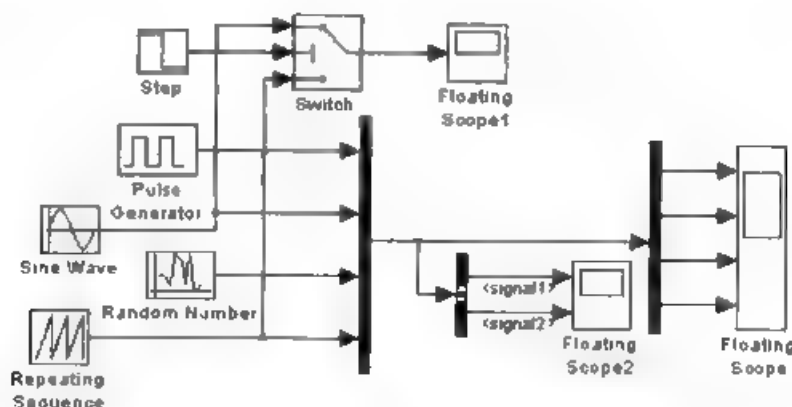 Step
Switch
Floating
Scope1
Pulse
Generator
Sine Wave
Random Number
<signal1>
<signal2>
Floating
Scope2
Floating
Scope
Repeating
Sequence